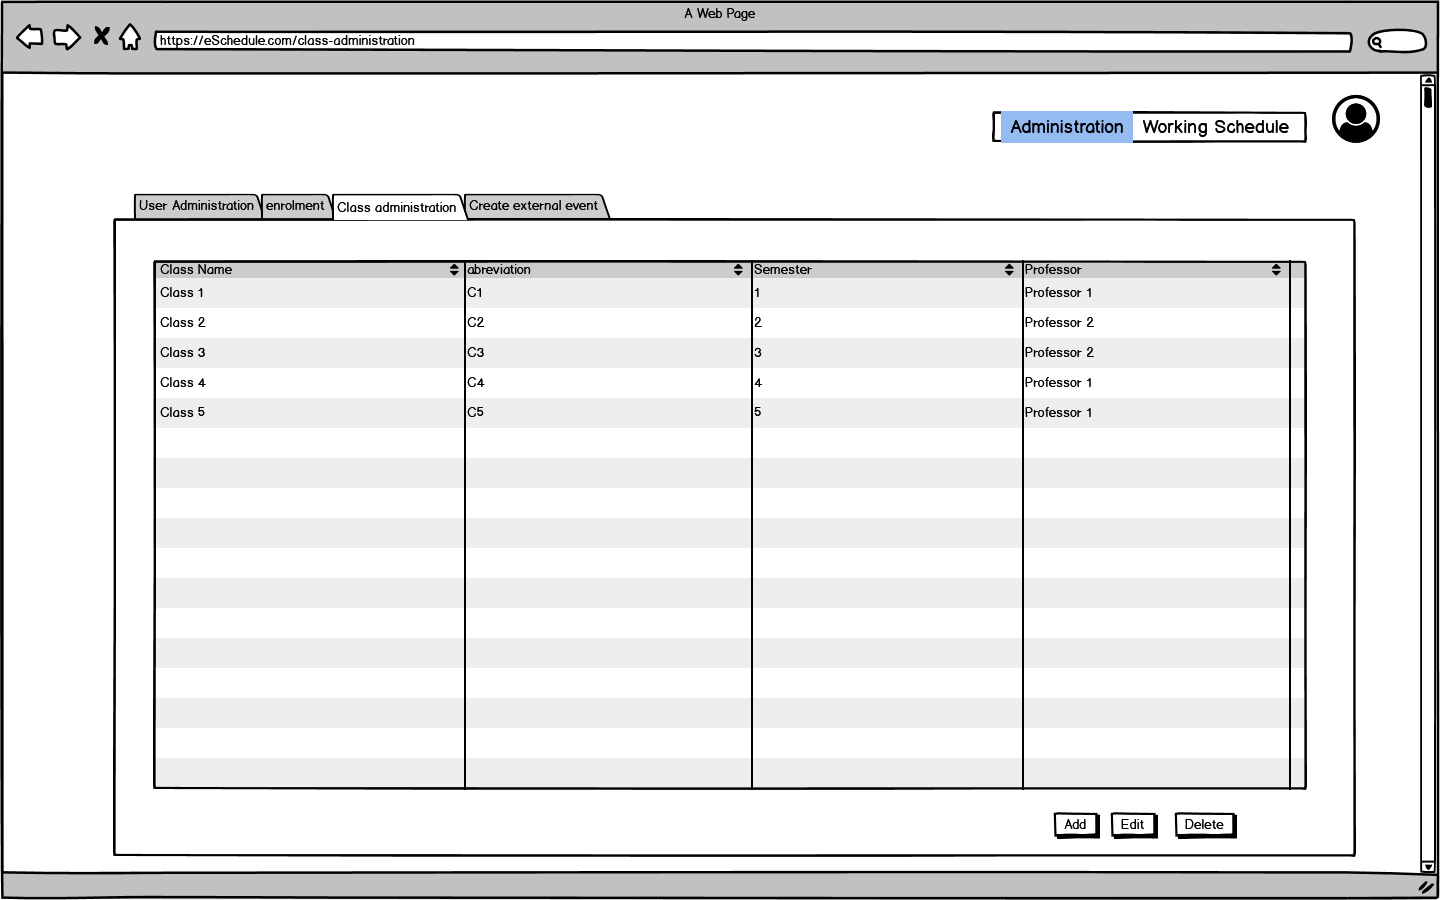 A Web Page
https://eSchedule.com/class-administration
Administration Working Schedule
User Administration enrolment Class administration Create external event
Class Name abreviation Semester Professor
Class 1 C1 1 Professor 1
Class 2 C2 2 Professor 2
Class 3 C3 3 Professor 2
Class 4 C4 4 Professor 1
Class 5 C5 5 Professor 1
Add Edit Delete